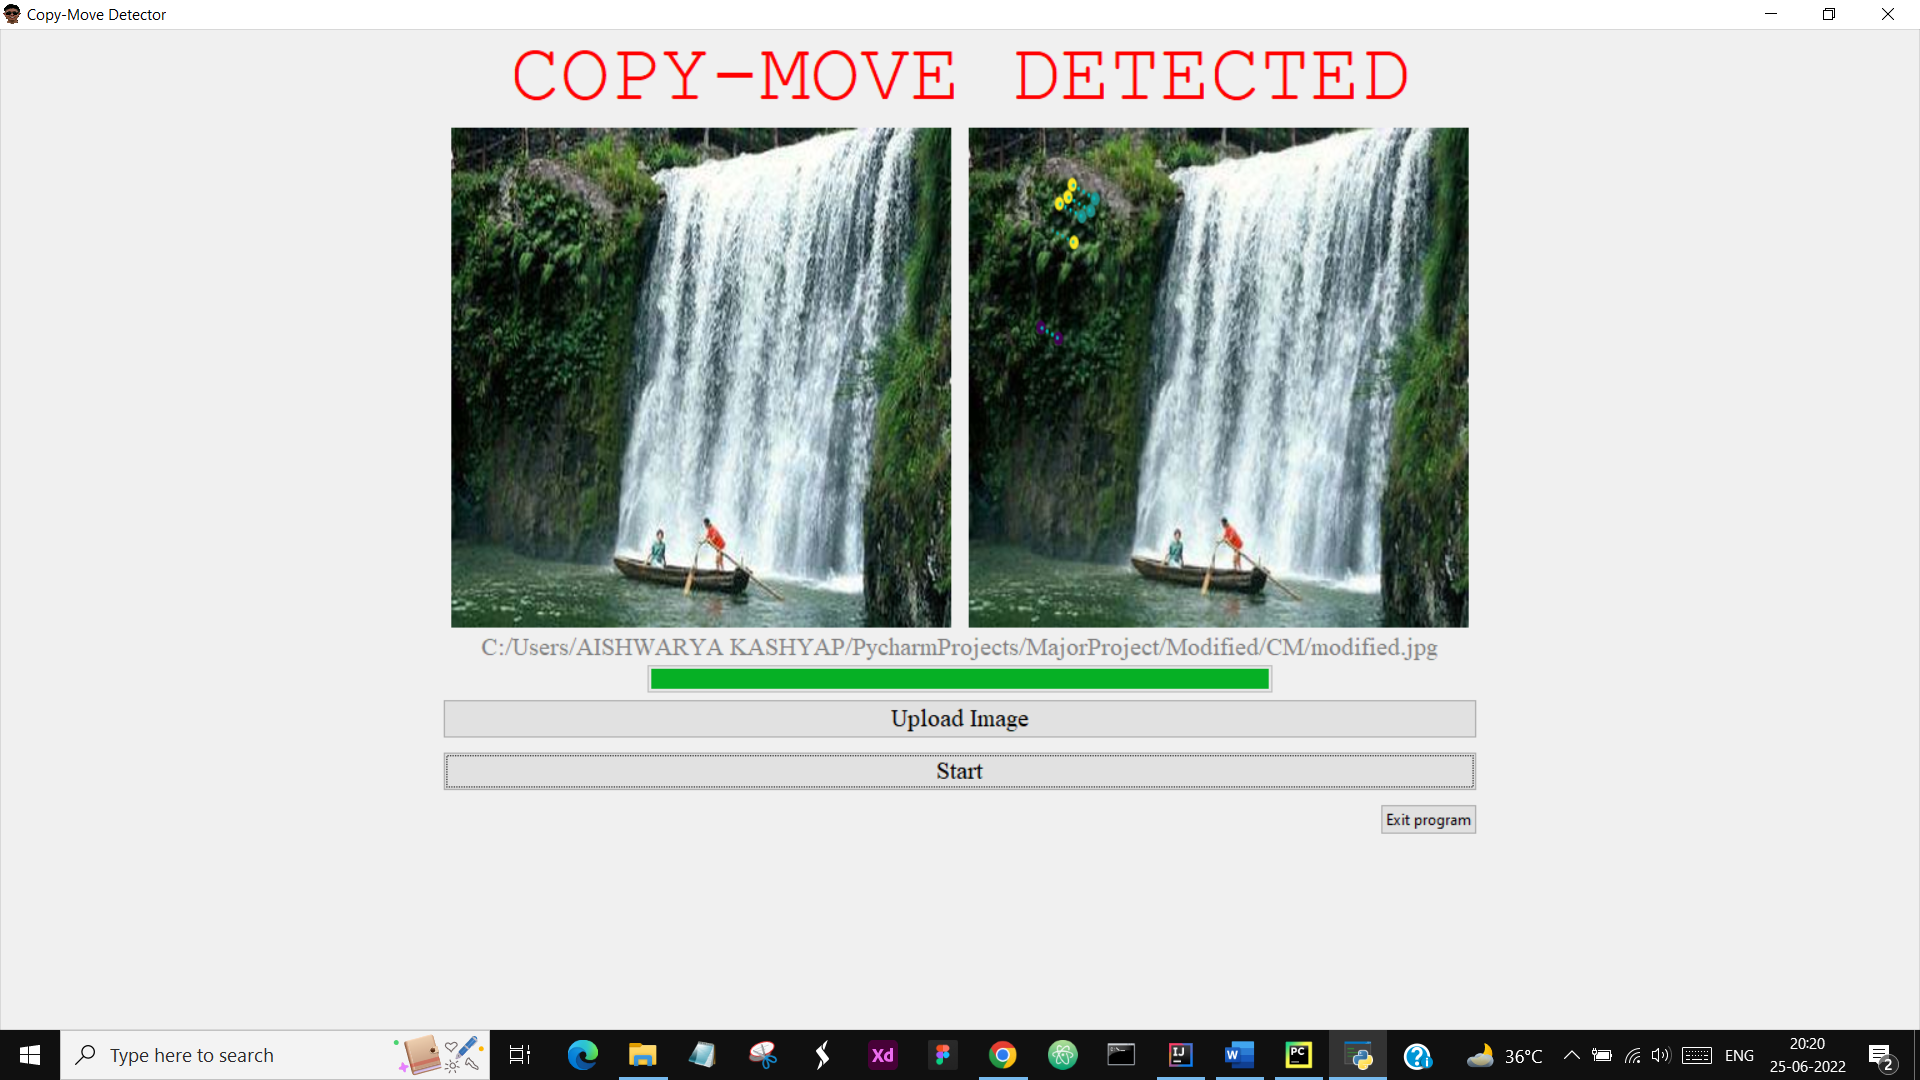 Copy-Move Detector
COPY-MOVE DETECTED
C:/Users/AISHWARYA KASHYAP/PycharmProjects/MajorProject/Modified/CM/modified.jpg
Upload Image
Start
Exit program
Type here to search
Xd
IJ
W
PC
?
36°C
ENG
20:20
25-06-2022
2